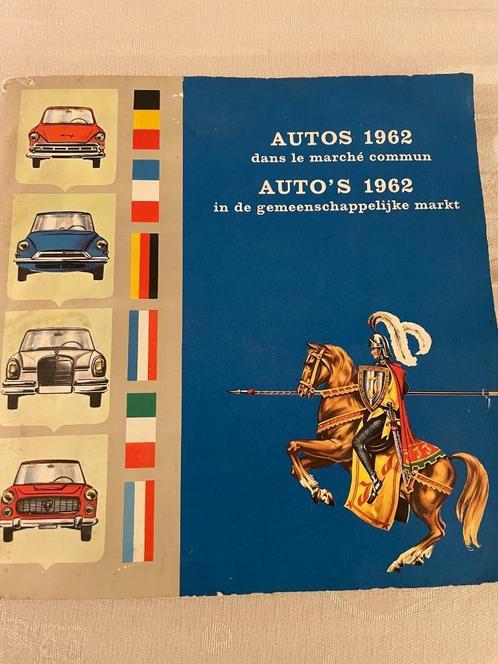 AUTOS 1962
dans le marché commun
AUTO'S 1962
in de gemeenschappelijke markt